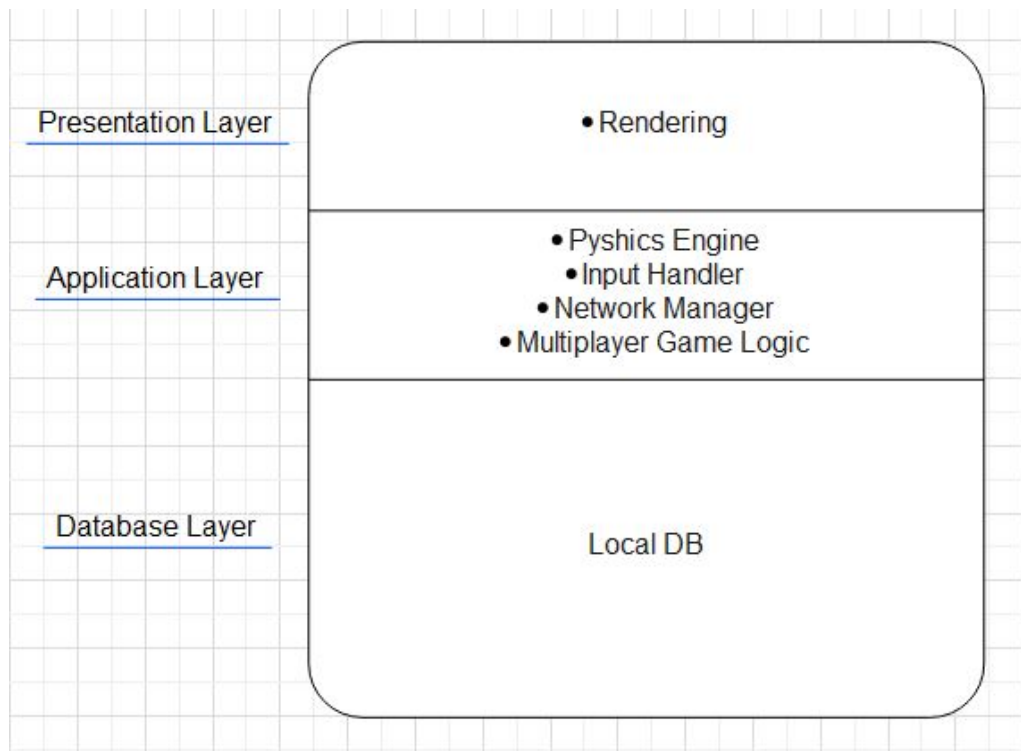 Presentation Layer
• Rendering
Application Layer
• Pyshics Engine
• Input Handler
• Network Manager
• Multiplayer Game Logic
Database Layer
Local DB